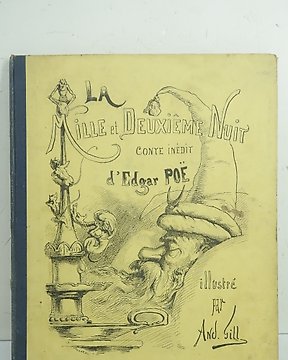 LA
MILLE et DEUXIÈME NUIT
CONTE INÉDIT
d'Edgar POË
illustré
PAR
And. Gill